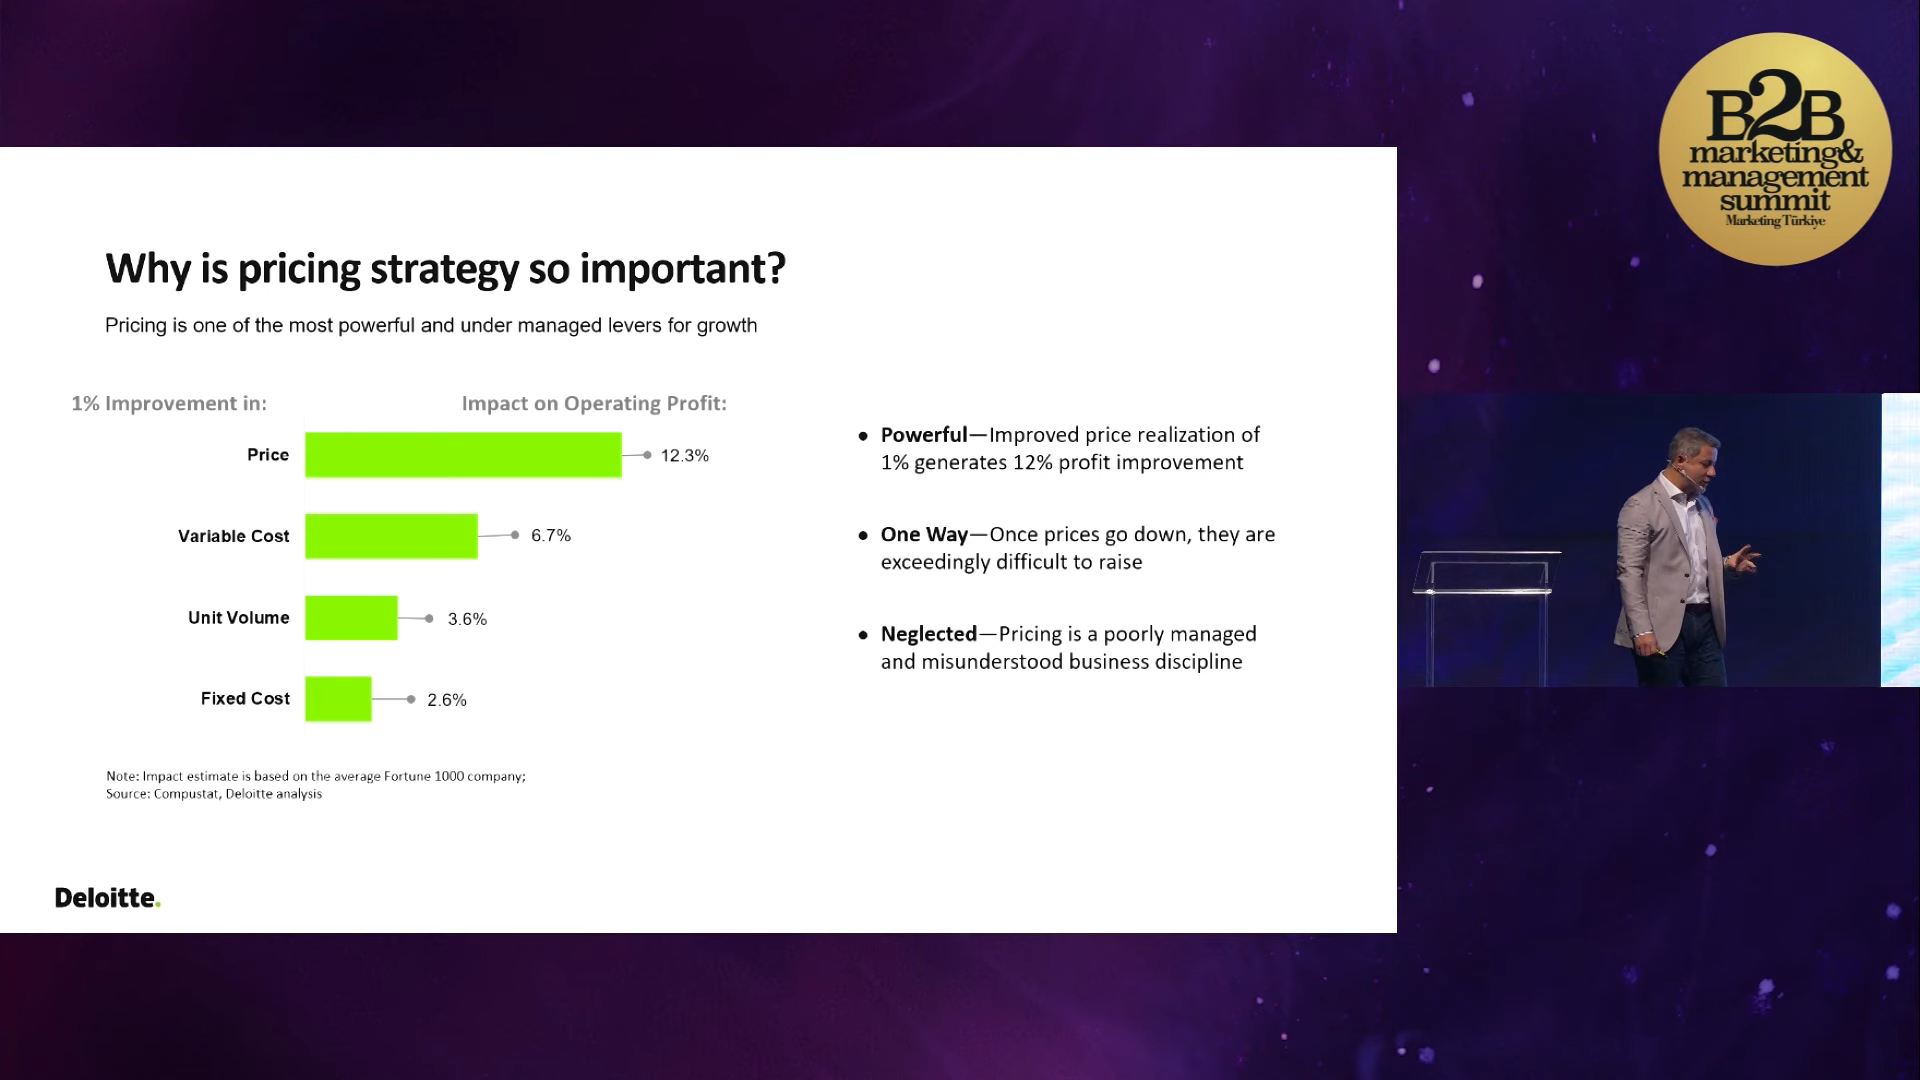 B2B
marketing&
management
summit
Marketing Türkiye
Why is pricing strategy so important?
Pricing is one of the most powerful and under managed levers for growth
1% Improvement in:
Impact on Operating Profit:
Price
12.3%
Variable Cost
6.7%
Unit Volume
3.6%
Fixed Cost
2.6%
Note: Impact estimate is based on the average Fortune 1000 company;
Source: Compustat, Deloitte analysis
• Powerful—Improved price realization of
1% generates 12% profit improvement
• One Way—Once prices go down, they are
exceedingly difficult to raise
• Neglected—Pricing is a poorly managed
and misunderstood business discipline
Deloitte.